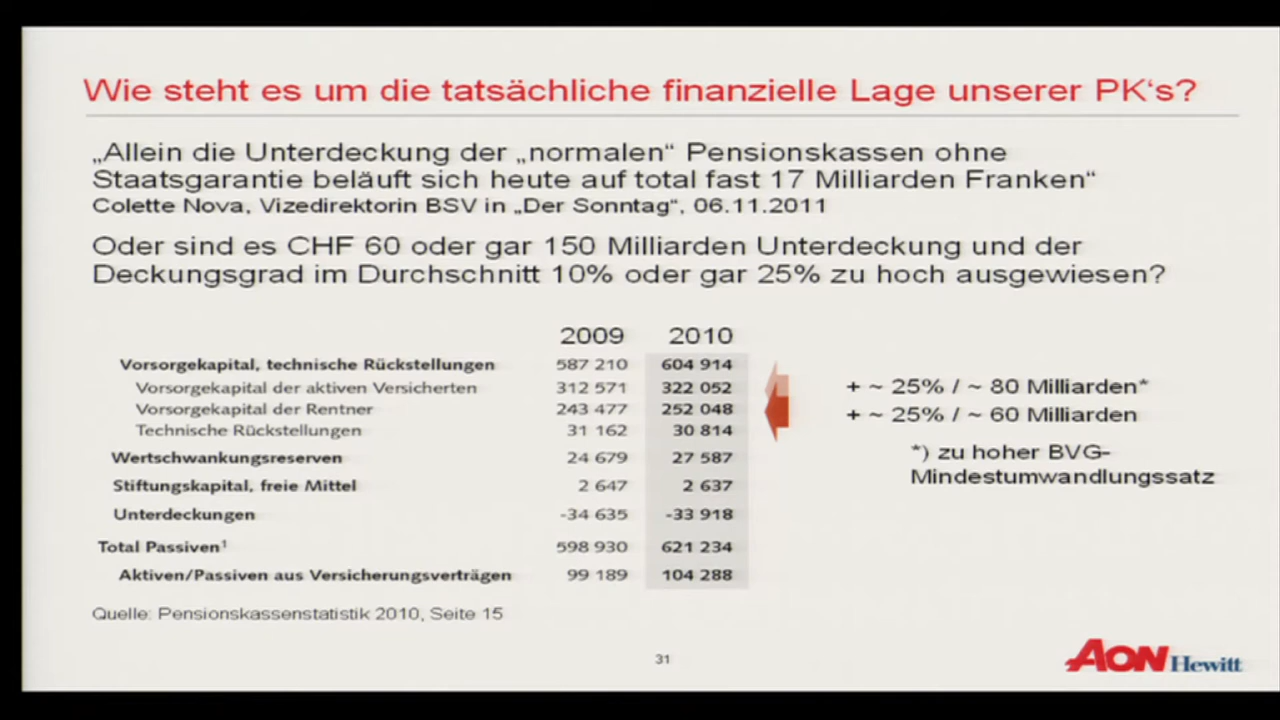 Wie steht es um die tatsächliche finanzielle Lage unserer PK‘s?
„Allein die Unterdeckung der „normalen“ Pensionskassen ohne
Staatsgarantie beläuft sich heute auf total fast 17 Milliarden Franken“
Colette Nova, Vizedirektorin BSV in „Der Sonntag“, 06.11.2011
Oder sind es CHF 60 oder gar 150 Milliarden Unterdeckung und der
Deckungsgrad im Durchschnitt 10% oder gar 25% zu hoch ausgewiesen?
2009 2010
Vorsorgekapital, technische Rückstellungen 587 210 604 914
Vorsorgekapital der aktiven Versicherten 312 571 322 052 + ~ 25% / ~ 80 Milliarden*
Vorsorgekapital der Rentner 243 477 252 048 + ~ 25% / ~ 60 Milliarden
Technische Rückstellungen 31 162 30 814
*) zu hoher BVG-
Mindestumwandlungssatz
Wertschwankungsreserven 24 679 27 587
Stiftungskapital, freie Mittel 2 647 2 637
Unterdeckungen -34 635 -33 918
Total Passiven¹ 598 930 621 234
Aktiven/Passiven aus Versicherungsverträgen 99 189 104 288
Quelle: Pensionskassenstatistik 2010, Seite 15
31
AON Hewitt